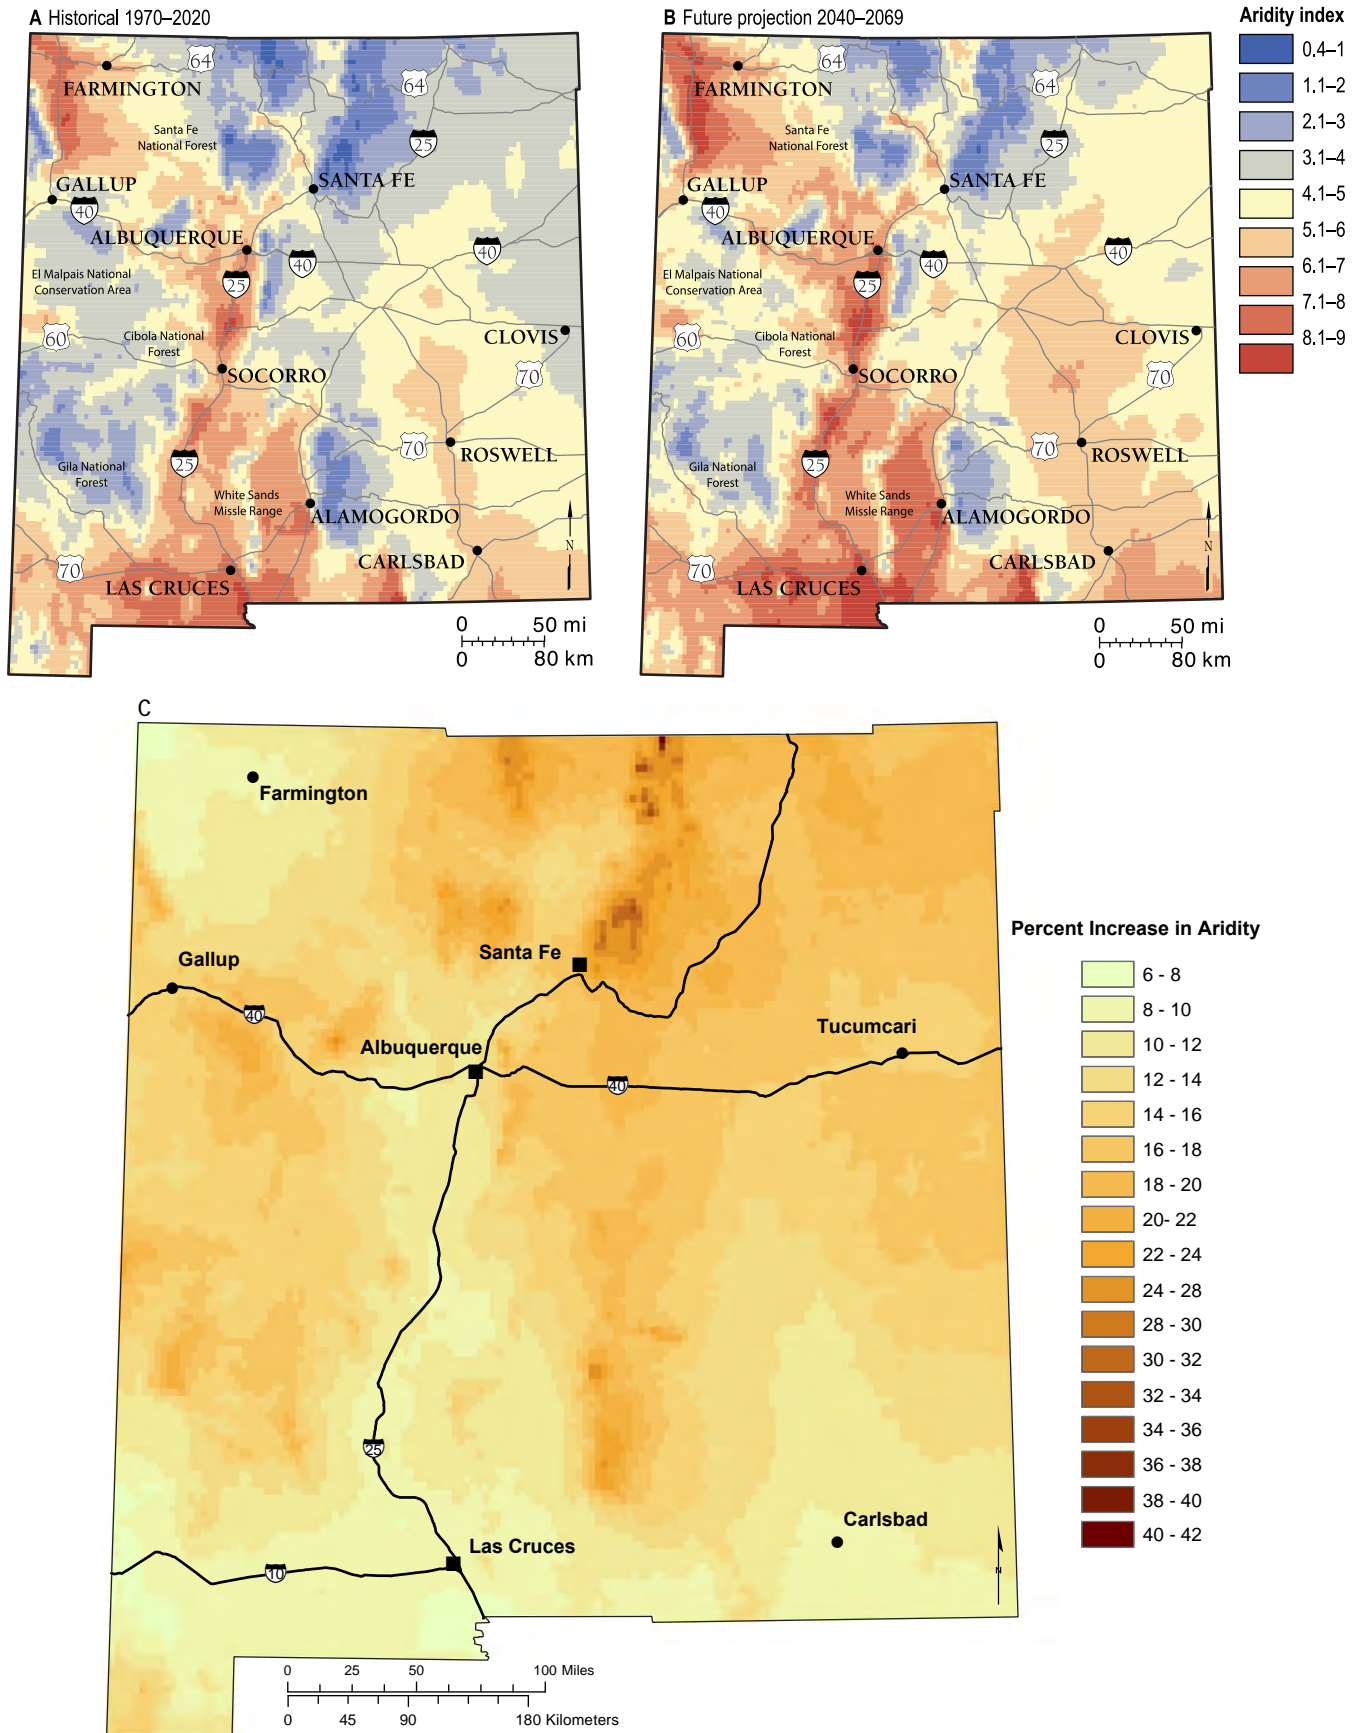 A Historical 1970–2020
64
64
FARMINGTON
Santa Fe
National Forest
25
GALLUP
SANTA FE
40
ALBUQUERQUE
40
40
El Malpais National
Conservation Area
25
60
Cibola National
Forest
CLOVIS
SOCORRO
70
70
ROSWELL
Gila National
Forest
25
White Sands
Missle Range
ALAMOGORDO
N
CARLSBAD
70
LAS CRUCES
0 50 mi
0 80 km
B Future projection 2040–2069
64
64
FARMINGTON
Santa Fe
National Forest
25
GALLUP
SANTA FE
40
ALBUQUERQUE
40
40
El Malpais National
Conservation Area
25
60
Cibola National
Forest
CLOVIS
SOCORRO
70
70
ROSWELL
Gila National
Forest
25
White Sands
Missle Range
ALAMOGORDO
N
CARLSBAD
70
LAS CRUCES
0 50 mi
0 80 km
Aridity index
0.4–1
1.1–2
2.1–3
3.1–4
4.1–5
5.1–6
6.1–7
7.1–8
8.1–9
C
Farmington
Gallup
Santa Fe
40
Tucumcari
Albuquerque
40
25
Carlsbad
Las Cruces
10
N
0 25 50 100 Miles
0 45 90 180 Kilometers
Percent Increase in Aridity
6 - 8
8 - 10
10 - 12
12 - 14
14 - 16
16 - 18
18 - 20
20- 22
22 - 24
24 - 28
28 - 30
30 - 32
32 - 34
34 - 36
36 - 38
38 - 40
40 - 42